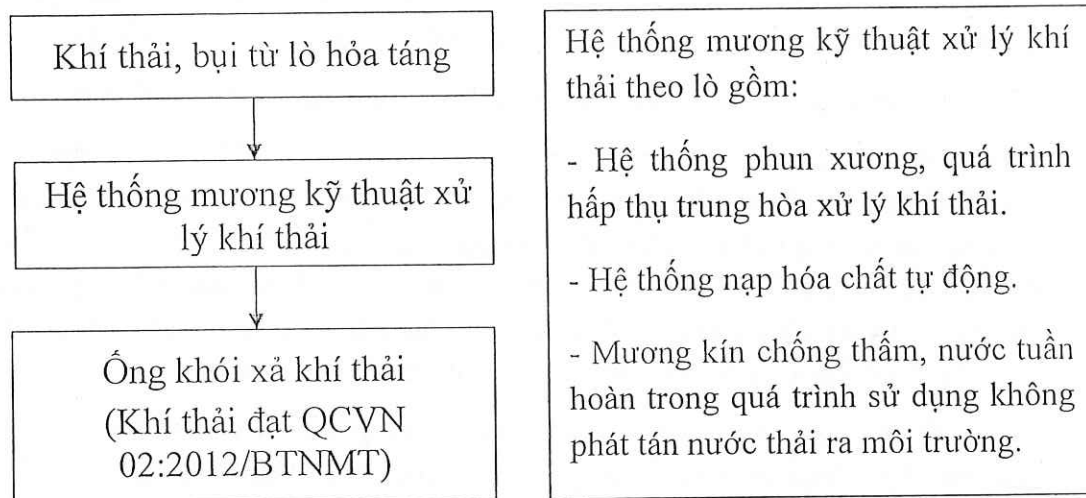 Khí thải, bụi từ lò hỏa táng
Hệ thống mương kỹ thuật xử
lý khí thải
Ống khói xả khí thải
(Khí thải đạt QCVN
02:2012/BTNMT)
Hệ thống mương kỹ thuật xử lý khí
thải theo lò gồm:
- Hệ thống phun xương, quá trình
hấp thụ trung hòa xử lý khí thải.
- Hệ thống nạp hóa chất tự động.
- Mương kín chống thấm, nước tuần
hoàn trong quá trình sử dụng không
phát tán nước thải ra môi trường.